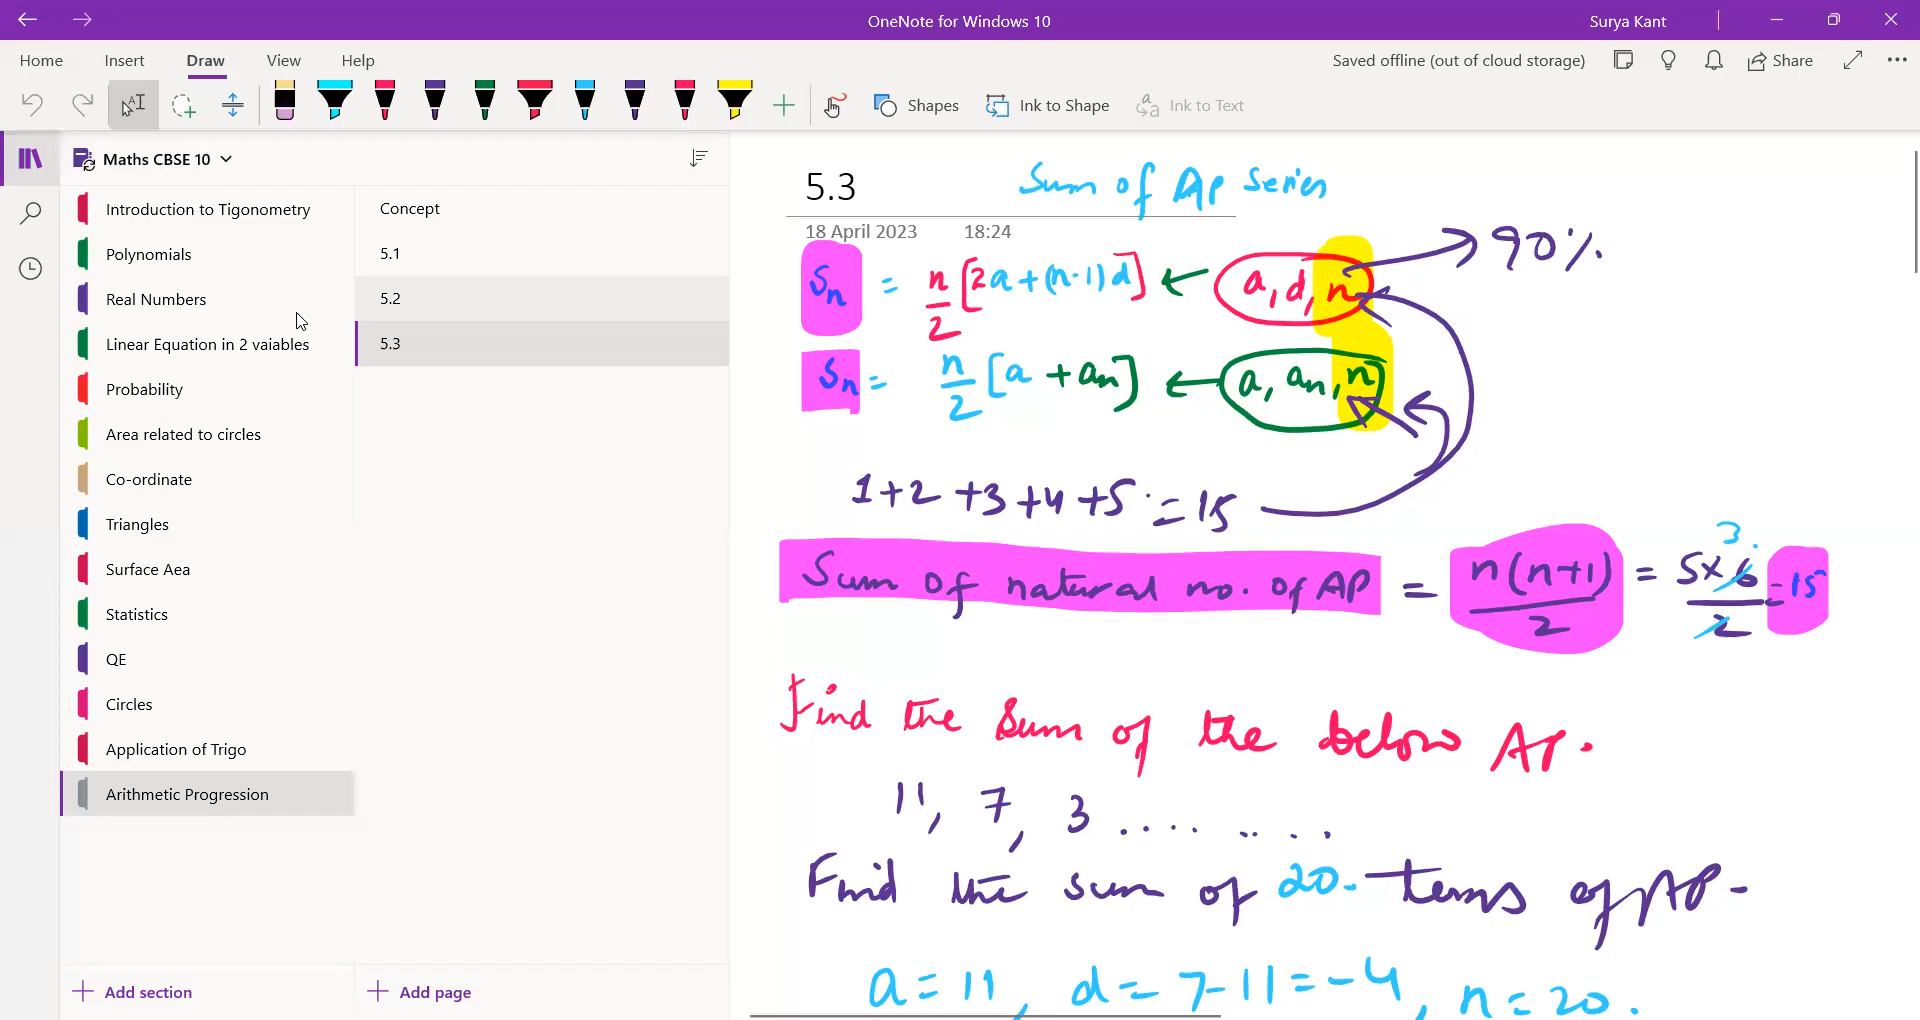 OneNote for Windows 10
Surya Kant
Home Insert Draw View Help
Saved offline (out of cloud storage)
Share
Shapes
Ink to Shape
Ink to Text
Maths CBSE 10
Introduction to Tigonometry
Polynomials
Real Numbers
Linear Equation in 2 vaiables
Probability
Area related to circles
Co-ordinate
Triangles
Surface Aea
Statistics
QE
Circles
Application of Trigo
Arithmetic Progression
Add section
Concept
5.1
5.2
5.3
Add page
5.3 Sum of AP Series
18 April 2023 18:24
Sn = n/2 [2a+(n-1)d] ← a, d, n → 90%
Sn = n/2 [a + an] ← a, an, n
1+2+3+4+5 = 15
Sum of natural no. of AP = n(n+1)/2 = 5×6/2 = 15
3
Find the Sum of the below AP.
11, 7, 3 ..........
Find the sum of 20. terms of AP-
a = 11, d = 7-11 = -4, n = 20.